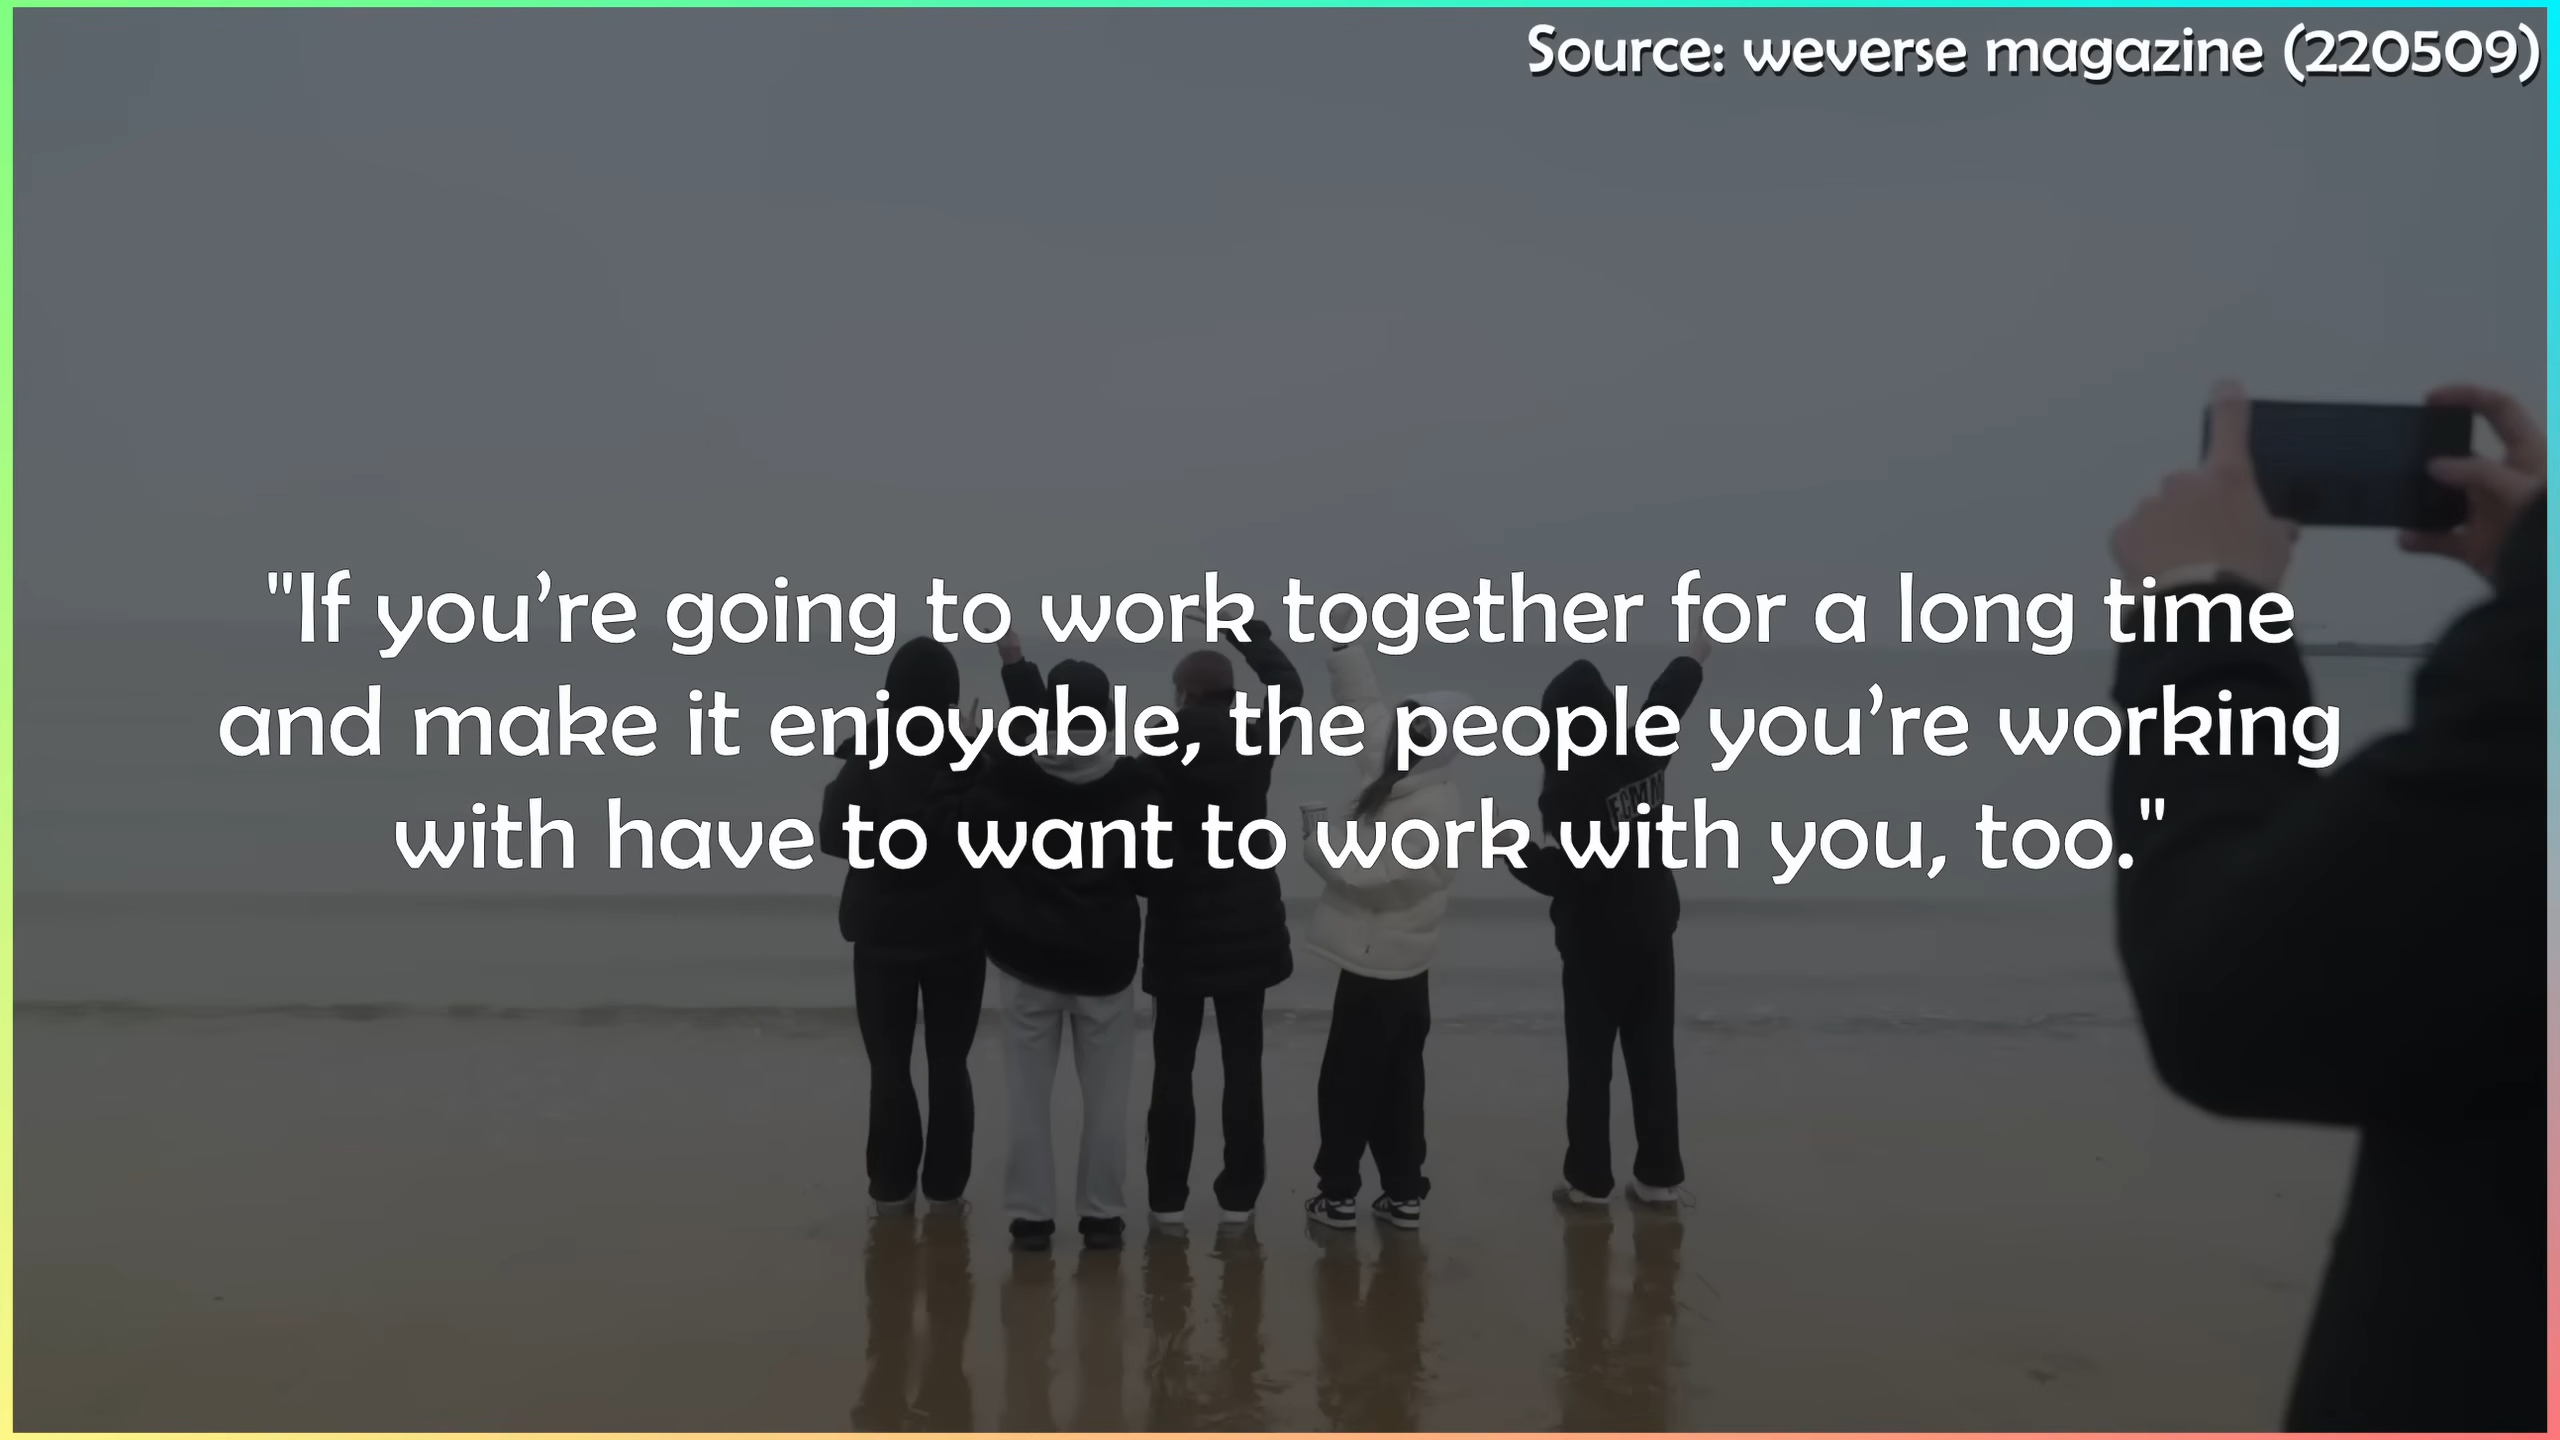 Source: weverse magazine (220509)
"If you’re going to work together for a long time
and make it enjoyable, the people you’re working
with have to want to work with you, too."